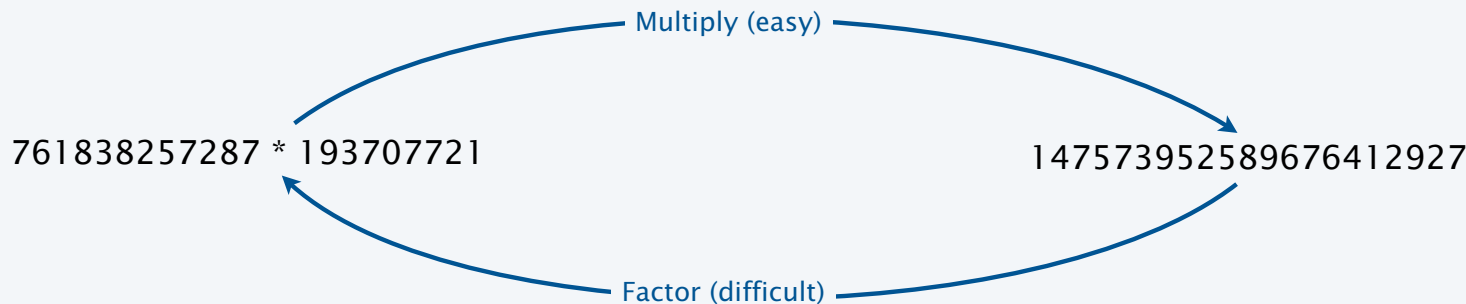 Multiply (easy)
761838257287 * 193707721
147573952589676412927
Factor (difficult)